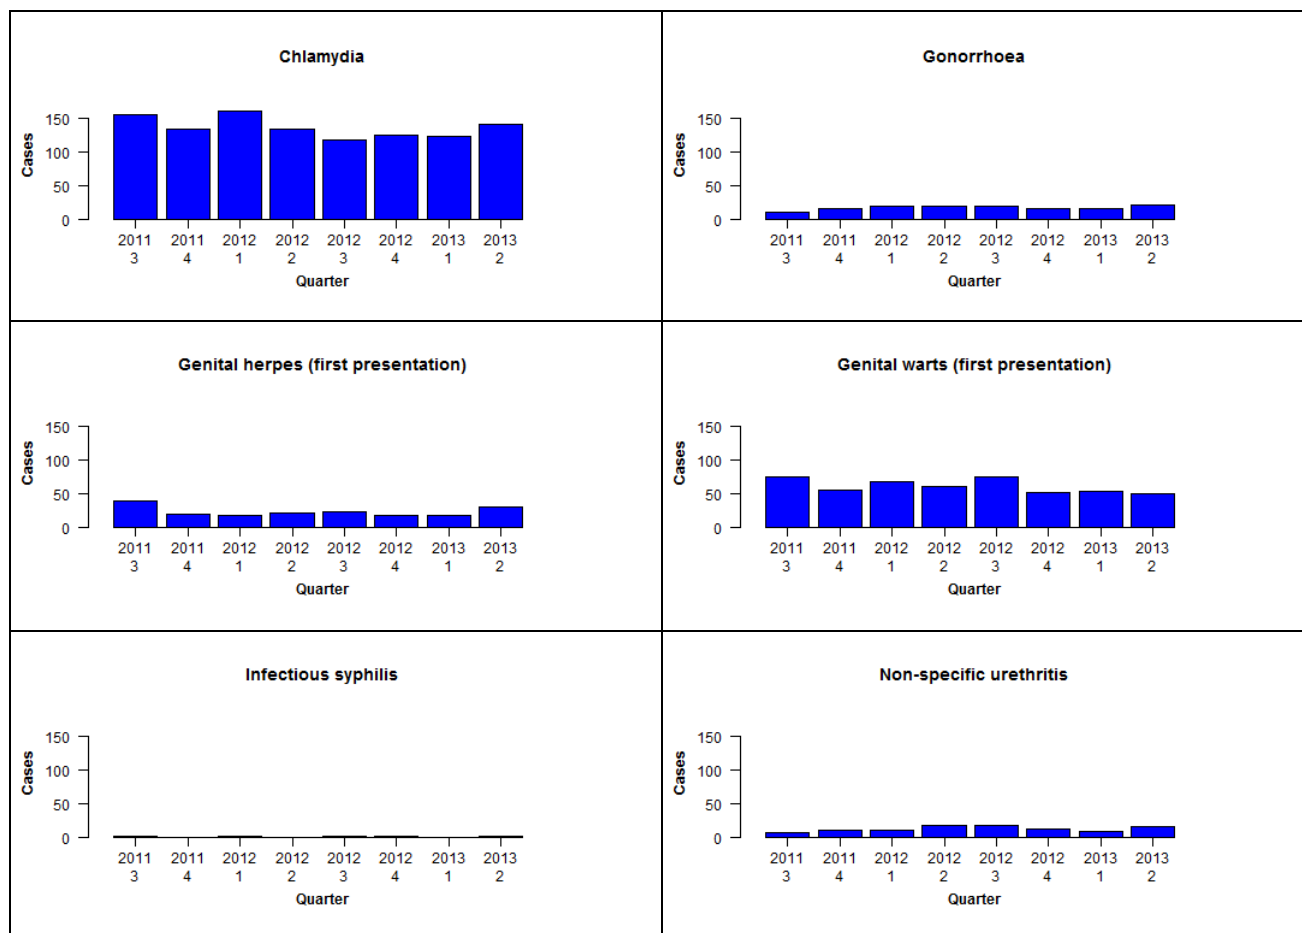 Chlamydia
Cases
150
100
50
0
2011 2011 2012 2012 2012 2012 2013 2013
3 4 1 2 3 4 1 2
Quarter
Gonorrhoea
Cases
150
100
50
0
2011 2011 2012 2012 2012 2012 2013 2013
3 4 1 2 3 4 1 2
Quarter
Genital herpes (first presentation)
Cases
150
100
50
0
2011 2011 2012 2012 2012 2012 2013 2013
3 4 1 2 3 4 1 2
Quarter
Genital warts (first presentation)
Cases
150
100
50
0
2011 2011 2012 2012 2012 2012 2013 2013
3 4 1 2 3 4 1 2
Quarter
Infectious syphilis
Cases
150
100
50
0
2011 2011 2012 2012 2012 2012 2013 2013
3 4 1 2 3 4 1 2
Quarter
Non-specific urethritis
Cases
150
100
50
0
2011 2011 2012 2012 2012 2012 2013 2013
3 4 1 2 3 4 1 2
Quarter